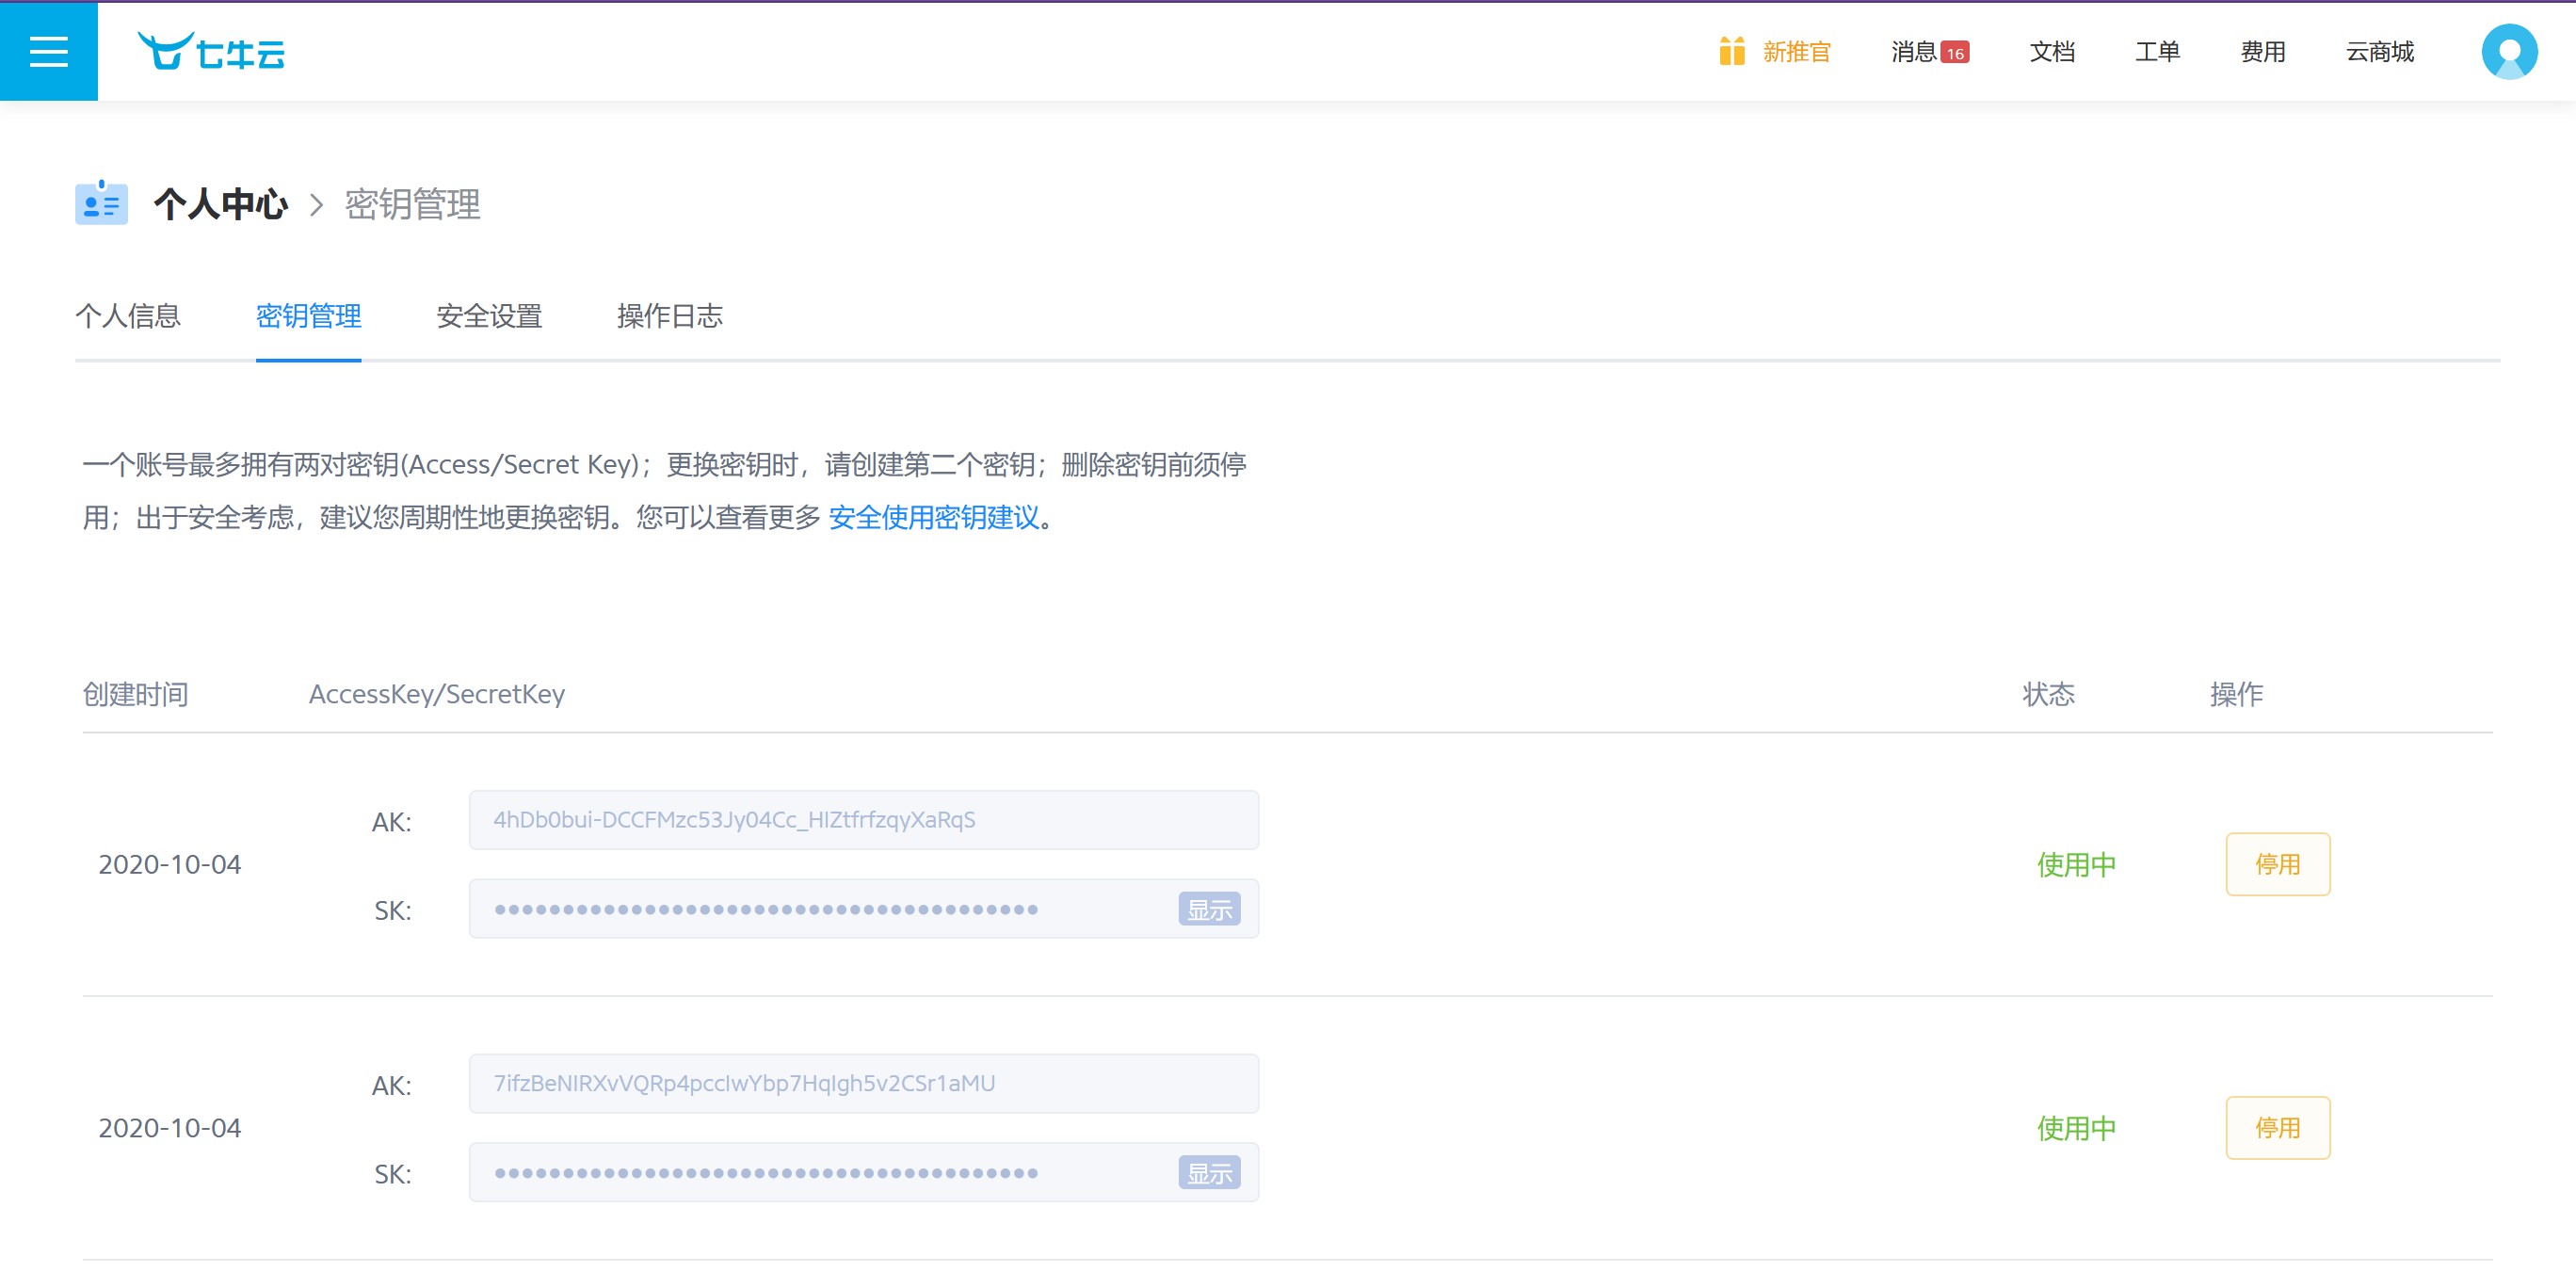 七牛云
新推官 消息 16 文档 工单 费用 云商城
个人中心 > 密钥管理
个人信息 密钥管理 安全设置 操作日志
一个账号最多拥有两对密钥(Access/Secret Key)；更换密钥时，请创建第二个密钥；删除密钥前须停
用；出于安全考虑，建议您周期性地更换密钥。您可以查看更多 安全使用密钥建议。
创建时间 AccessKey/SecretKey 状态 操作
AK: 4hDb0bui-DCCFMzc53Jy04Cc_HIZtfrfzqyXaRqS
2020-10-04 使用中 停用
SK: ●●●●●●●●●●●●●●●●●●●●●●●●●●●●●●●●●●●●●●●● 显示
AK: 7ifzBeNIRXvVQRp4pccIwYbp7HqIgh5v2CSr1aMU
2020-10-04 使用中 停用
SK: ●●●●●●●●●●●●●●●●●●●●●●●●●●●●●●●●●●●●●●●● 显示